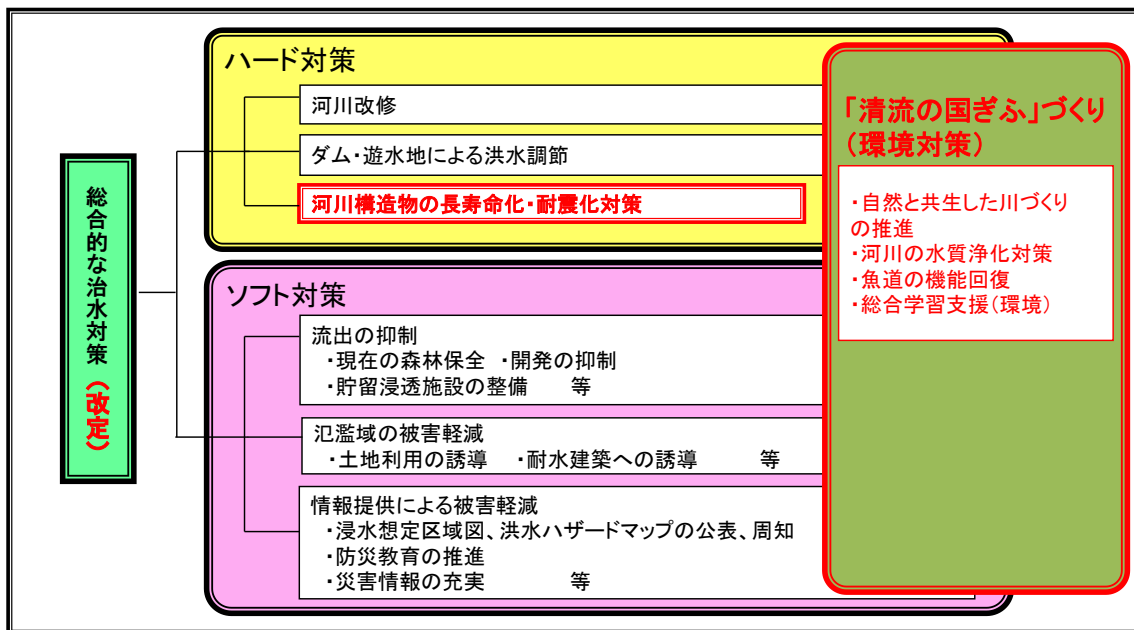 総合的な治水対策(改定)
ハード対策
河川改修
ダム・遊水地による洪水調節
河川構造物の長寿命化・耐震化対策
ソフト対策
流出の抑制
・現在の森林保全 ・開発の抑制
・貯留浸透施設の整備 等
氾濫域の被害軽減
・土地利用の誘導 ・耐水建築への誘導 等
情報提供による被害軽減
・浸水想定区域図、洪水ハザードマップの公表、周知
・防災教育の推進
・災害情報の充実 等
「清流の国ぎふ」づくり
(環境対策)
・自然と共生した川づくり
の推進
・河川の水質浄化対策
・魚道の機能回復
・総合学習支援(環境)